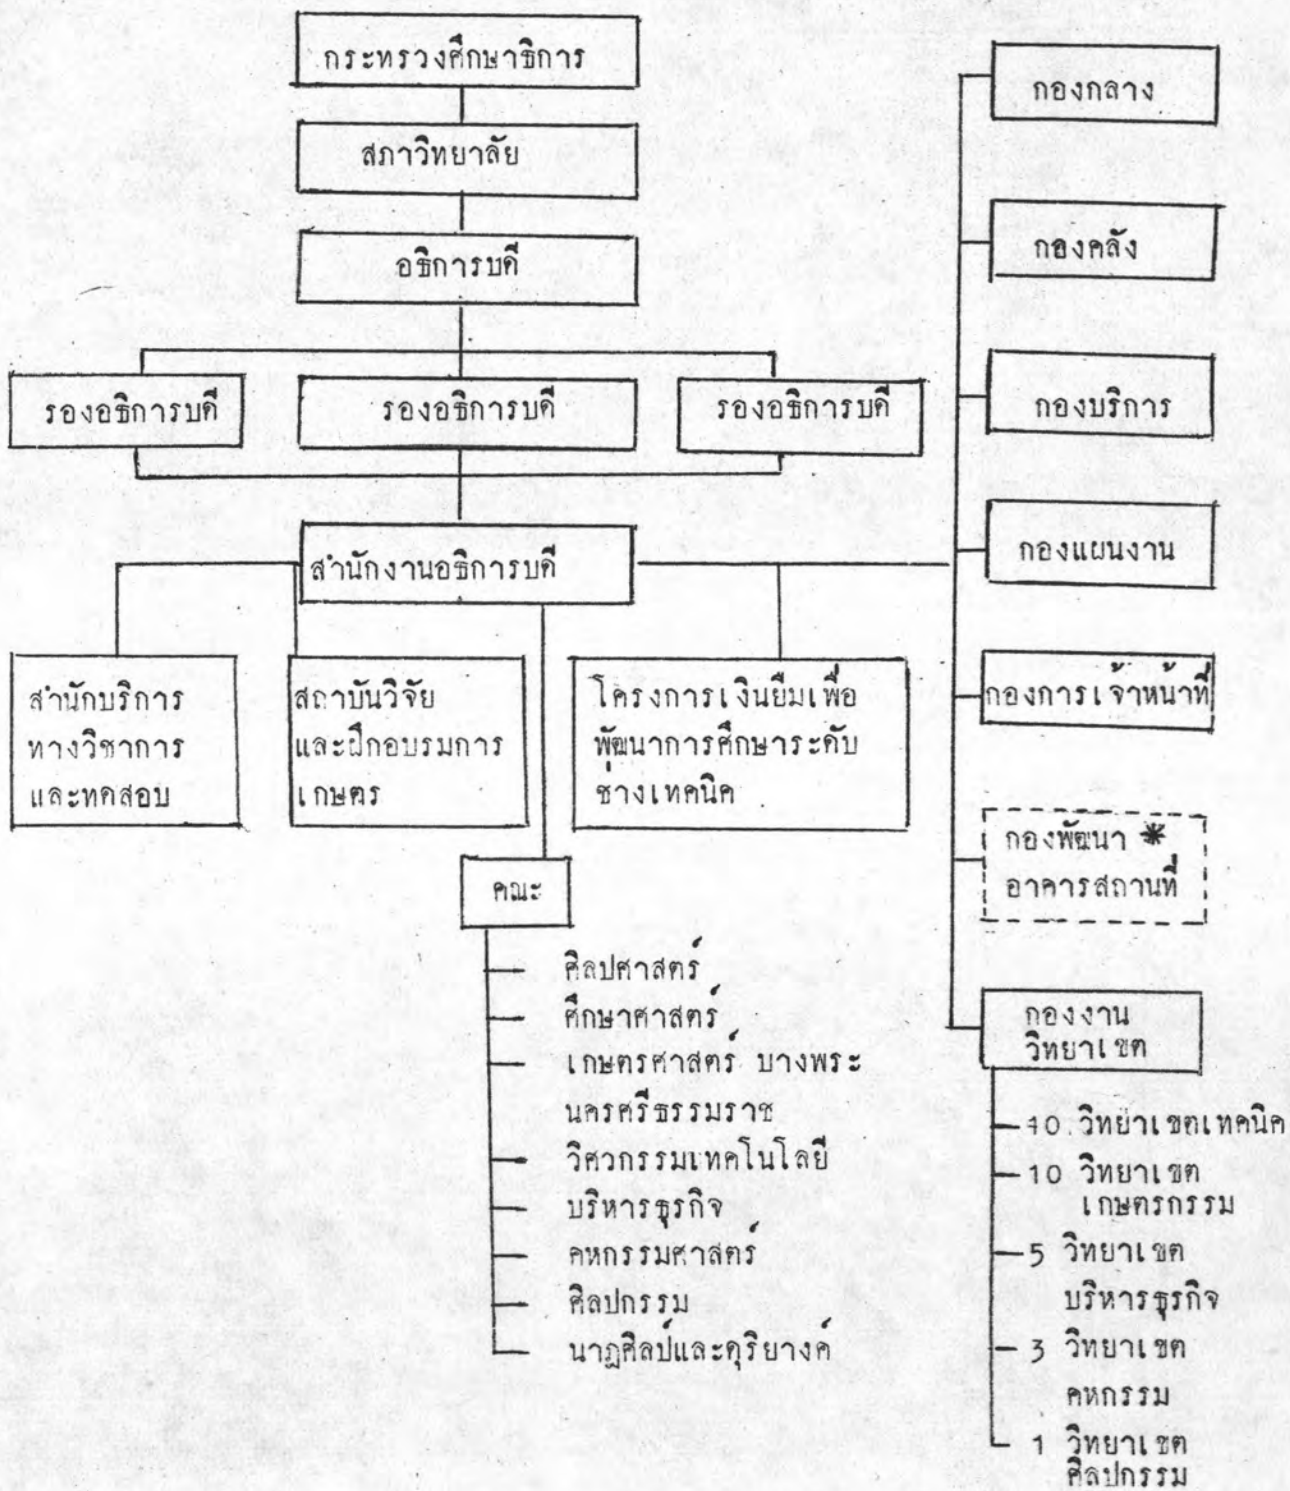 กระทรวงศึกษาธิการ
สภาวิทยาลัย
อธิการบดี
รองอธิการบดี
รองอธิการบดี
รองอธิการบดี
สำนักงานอธิการบดี
สำนักบริการ
ทางวิชาการ
และทดสอบ
สถาบันวิจัย
และฝึกอบรมการ
เกษตร
โครงการเงินยืมเพื่อ
พัฒนาการศึกษาระดับ
ช่างเทคนิค
คณะ
ศิลปศาสตร์
ศึกษาศาสตร์
เกษตรศาสตร์ บางพระ
นครศรีธรรมราช
วิศวกรรมเทคโนโลยี
บริหารธุรกิจ
คหกรรมศาสตร์
ศิลปกรรม
นาฏศิลป์และดุริยางค์
กองกลาง
กองคลัง
กองบริการ
กองแผนงาน
กองการเจ้าหน้าที่
กองพัฒนา *
อาคารสถานที่
กองงาน
วิทยาเขต
10 วิทยาเขตเทคนิค
10 วิทยาเขต
เกษตรกรรม
5 วิทยาเขต
บริหารธุรกิจ
3 วิทยาเขต
คหกรรม
1 วิทยาเขต
ศิลปกรรม